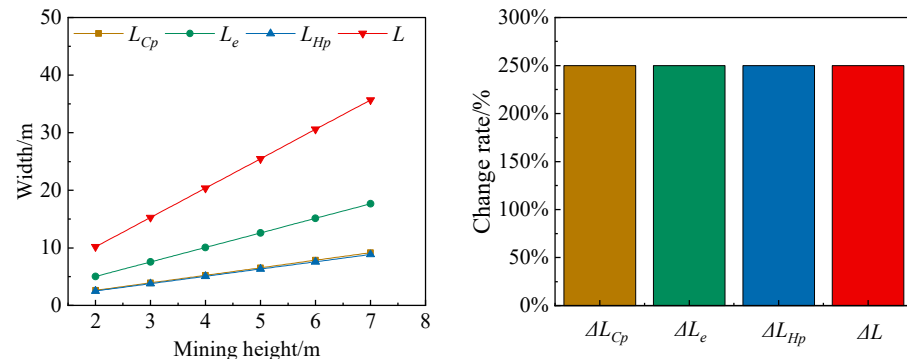 L_Cp L_e L_Hp L
50
40
30
20
10
0
Width/m
2 3 4 5 6 7 8
Mining height/m
300%
250%
200%
150%
100%
50%
0%
Change rate/%
ΔL_Cp ΔL_e ΔL_Hp ΔL